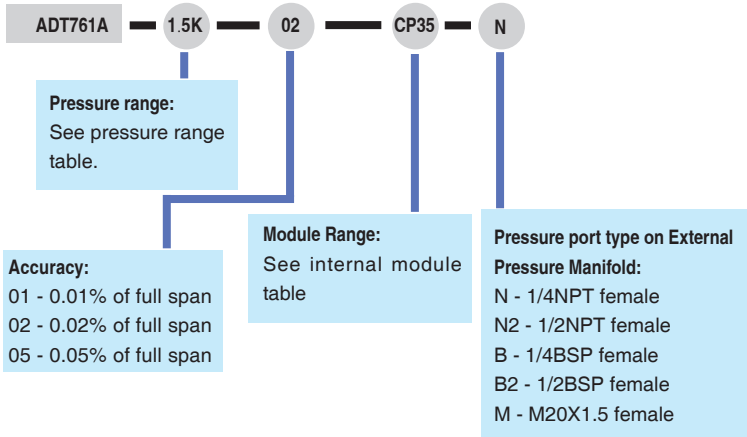 ADT761A 1.5K 02 CP35 N
Pressure range:
See pressure range
table.
Accuracy:
01 - 0.01% of full span
02 - 0.02% of full span
05 - 0.05% of full span
Module Range:
See internal module
table
Pressure port type on External
Pressure Manifold:
N - 1/4NPT female
N2 - 1/2NPT female
B - 1/4BSP female
B2 - 1/2BSP female
M - M20X1.5 female